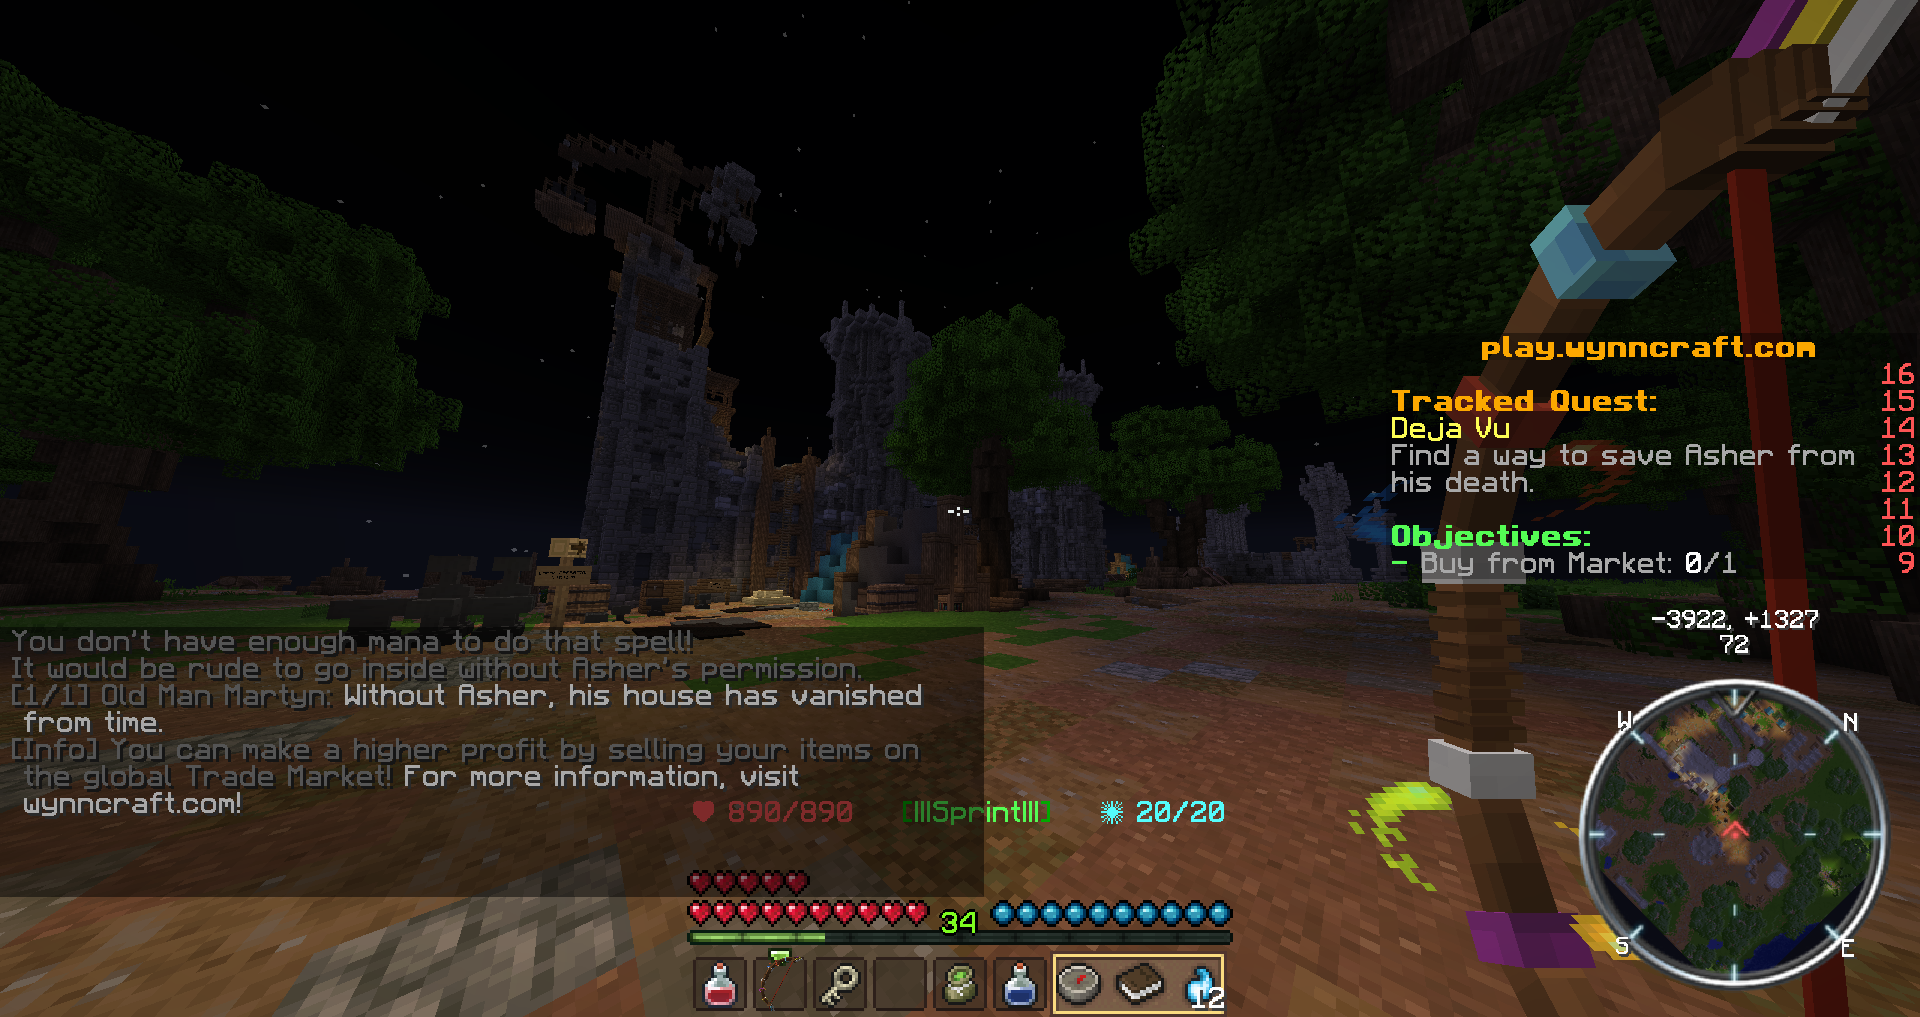 play.wynncraft.com
16
Tracked Quest: 15
Deja Vu 14
Find a way to save Asher from 13
his death. 12
11
Objectives: 10
- Buy from Market: 0/1 9
-3922, +1327
72
W N
S E
You don't have enough mana to do that spell!
It would be rude to go inside without Asher's permission.
[1/1] Old Man Martyn: Without Asher, his house has vanished
from time.
[Info] You can make a higher profit by selling your items on
the global Trade Market! For more information, visit
wynncraft.com!
890/890 [|||Sprint|||] 20/20
34
12